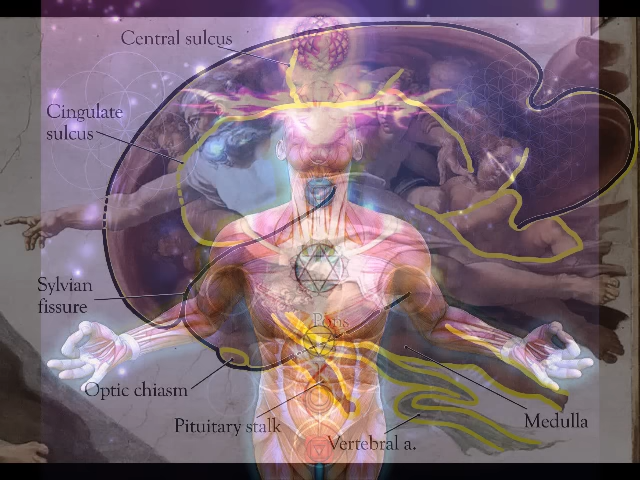 Central sulcus
Cingulate
sulcus
Sylvian
fissure
Pons
Optic chiasm
Pituitary stalk
Vertebral a.
Medulla